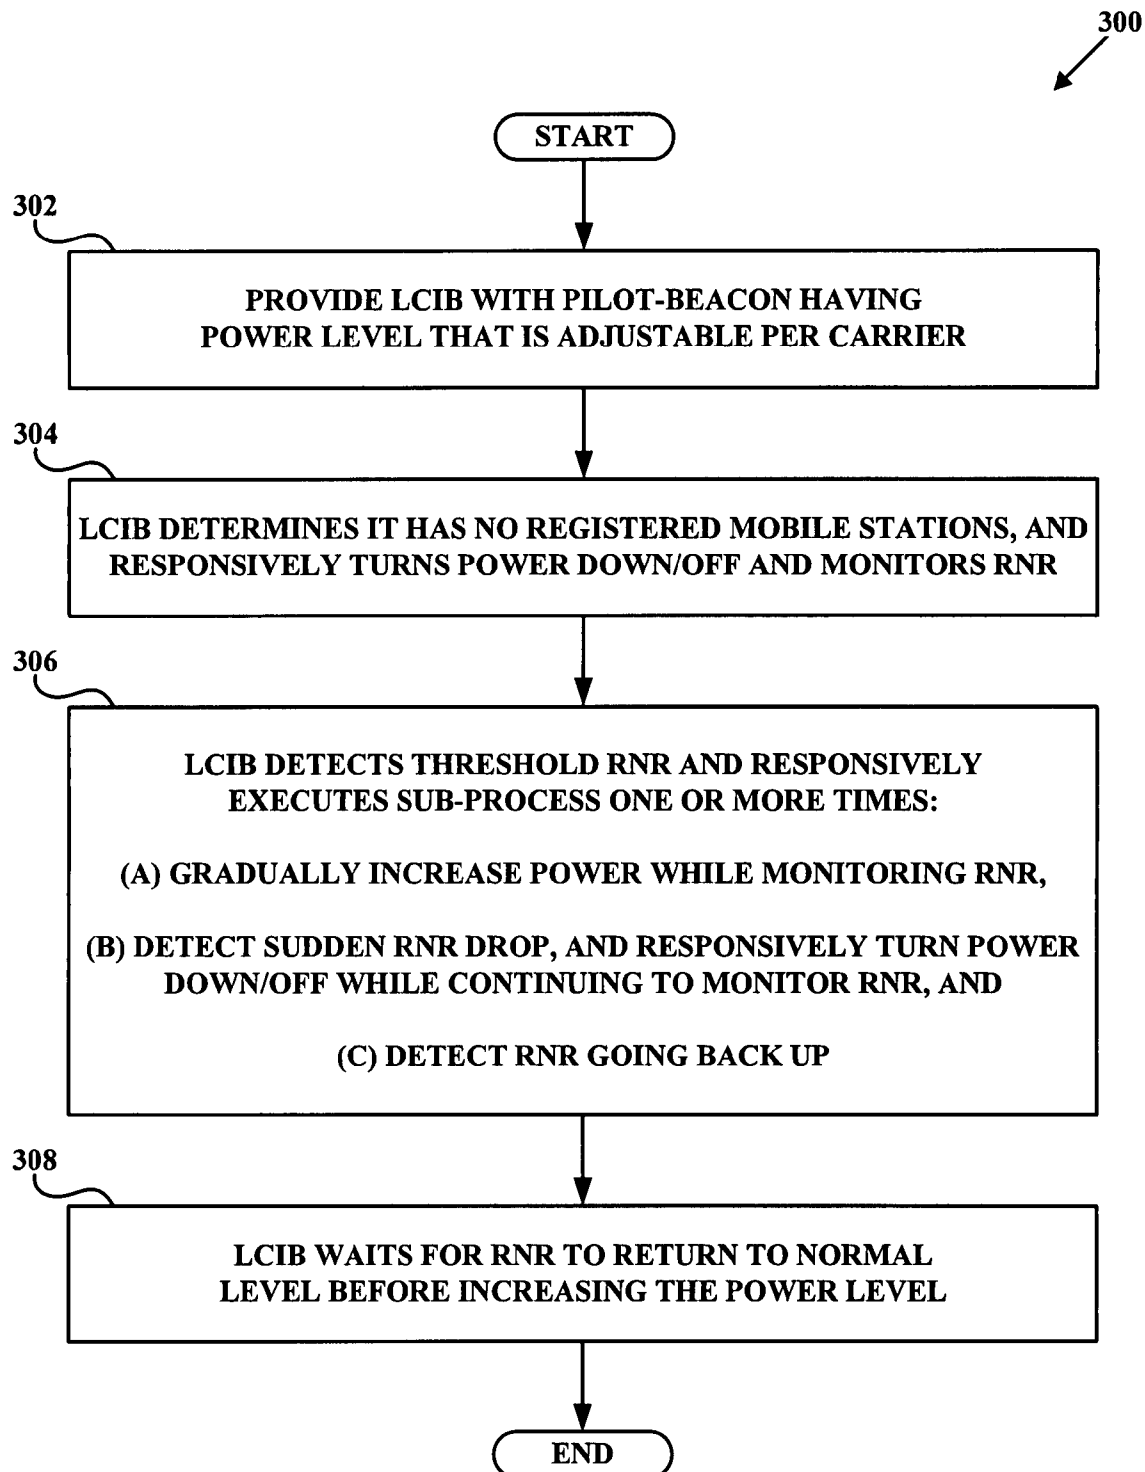 300
START
302
PROVIDE LCIB WITH PILOT-BEACON HAVING
POWER LEVEL THAT IS ADJUSTABLE PER CARRIER
304
LCIB DETERMINES IT HAS NO REGISTERED MOBILE STATIONS, AND
RESPONSIVELY TURNS POWER DOWN/OFF AND MONITORS RNR
306
LCIB DETECTS THRESHOLD RNR AND RESPONSIVELY
EXECUTES SUB-PROCESS ONE OR MORE TIMES:
(A) GRADUALLY INCREASE POWER WHILE MONITORING RNR,
(B) DETECT SUDDEN RNR DROP, AND RESPONSIVELY TURN POWER
DOWN/OFF WHILE CONTINUING TO MONITOR RNR, AND
(C) DETECT RNR GOING BACK UP
308
LCIB WAITS FOR RNR TO RETURN TO NORMAL
LEVEL BEFORE INCREASING THE POWER LEVEL
END